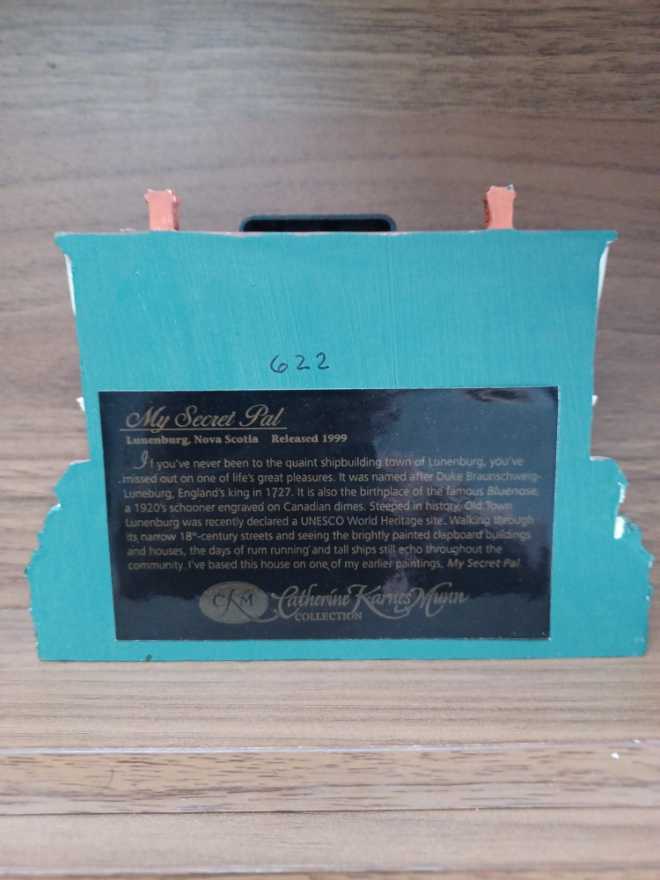 622
My Secret Pal
Lunenburg, Nova Scotia Released 1999
If you've never been to the quaint shipbuilding town of Lunenburg, you've
missed out on one of life's great pleasures. It was named after Duke Braunschweig-
Luneburg, England's king in 1727. It is also the birthplace of the famous Bluenose,
a 1920's schooner engraved on Canadian dimes. Steeped in history, Old Town
Lunenburg was recently declared a UNESCO World Heritage site. Walking through
its narrow 18th-century streets and seeing the brightly painted clapboard buildings
and houses, the days of rum running and tall ships still echo throughout the
community. I've based this house on one of my earlier paintings, My Secret Pal.
CKM Catherine Karnes Munn
COLLECTION